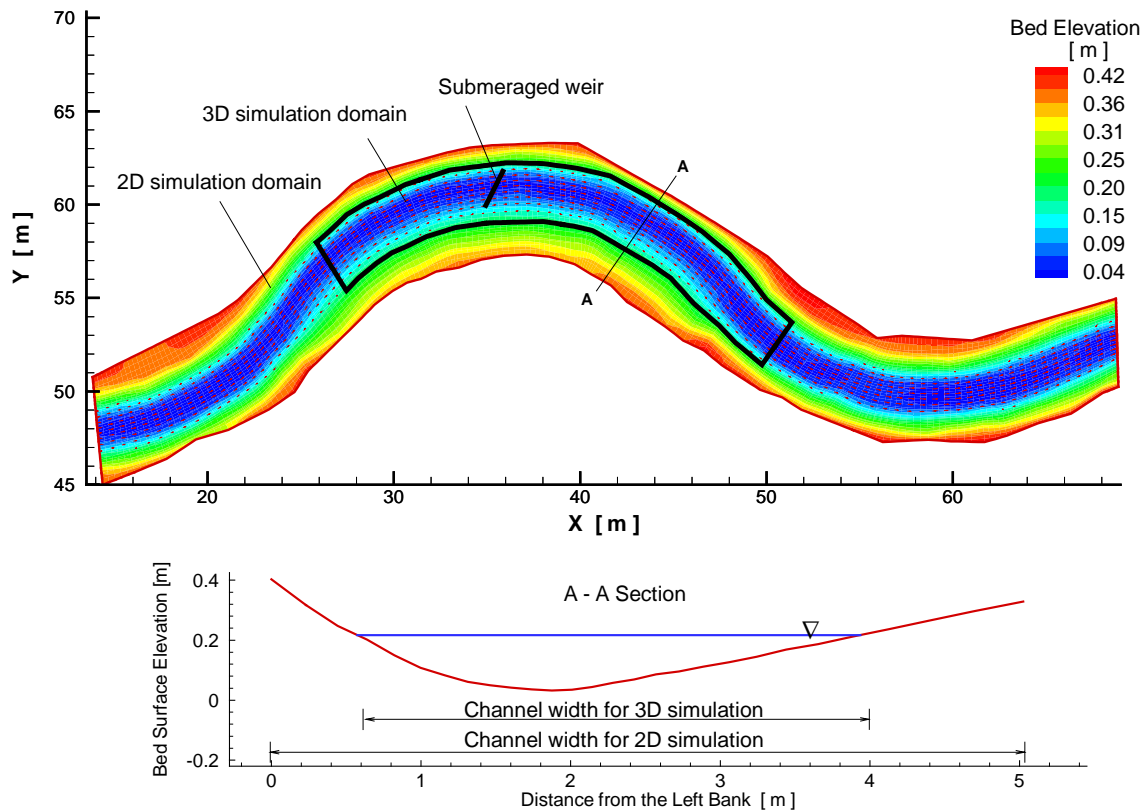 70
65
60
55
50
45
Y [ m ]
20
30
40
50
60
X [ m ]
Submeraged weir
3D simulation domain
2D simulation domain
A
A
Bed Elevation
[ m ]
0.42
0.36
0.31
0.26
0.20
0.15
0.09
0.04
A - A Section
Bed Surface Elevation [m]
0.4
0.2
0
-0.2
Channel width for 3D simulation
Channel width for 2D simulation
0
1
2
3
4
5
Distance from the Left Bank [ m ]